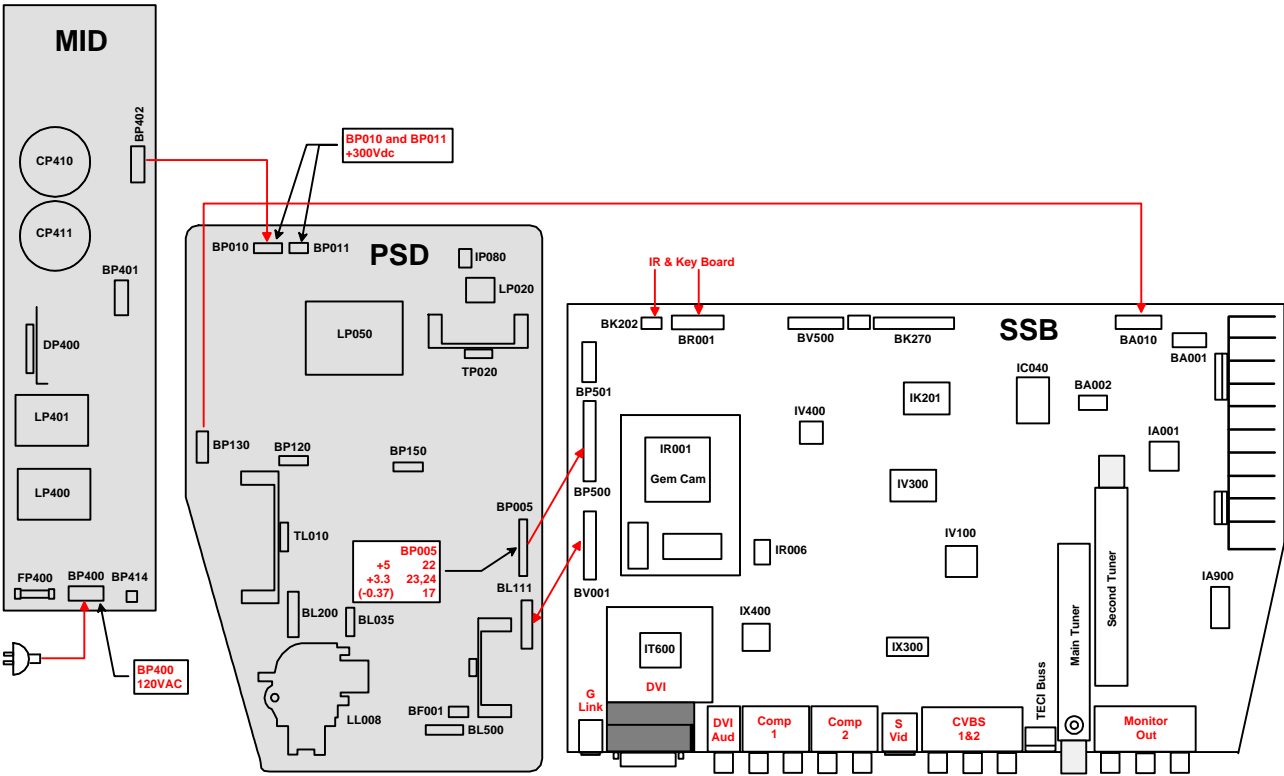 MID
BP402
CP410
CP411
BP401
DP400
LP401
LP400
FP400
BP400
BP414
BP400
120VAC
BP010 and BP011
+300Vdc
PSD
BP010
BP011
IP080
LP020
LP050
TP020
BP130
BP120
BP150
BP005
TL010
BP005
+5 22
+3.3 23,24
(-0.37) 17
BL111
BL200
BL035
LL008
BF001
BL500
IR & Key Board
SSB
BK202
BR001
BV500
BK270
BA010
BA001
BP501
IC040
IK201
BA002
IV400
IA001
IR001
Gem Cam
BP500
IV300
IR006
IV100
BV001
IX400
IA900
IT600
IX300
DVI
Main Tuner
Second Tuner
TECI Buss
G
Link
DVI
Aud
Comp
1
Comp
2
S
Vid
CVBS
1&2
Monitor
Out